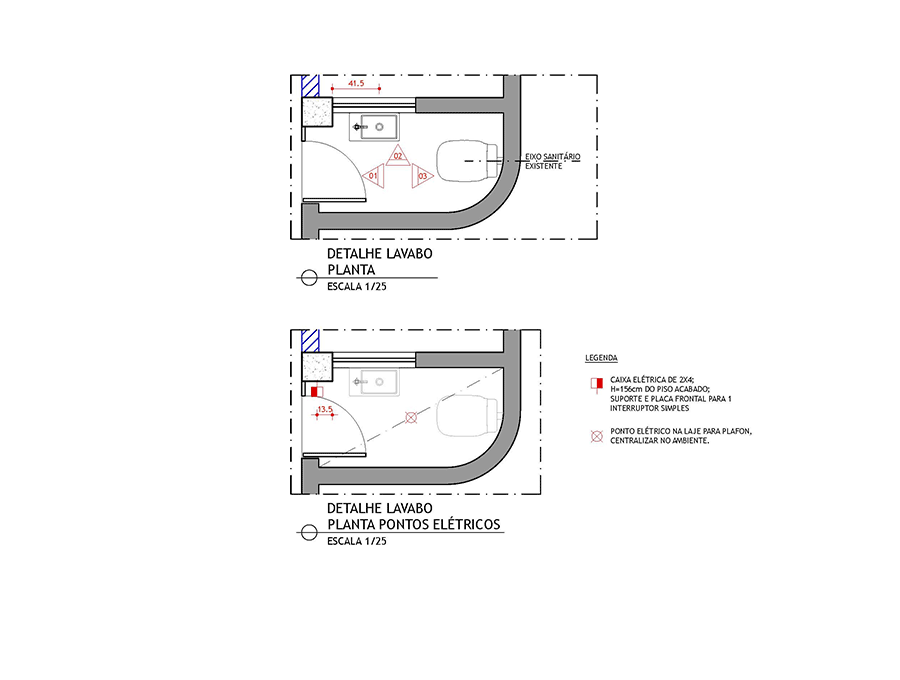 41.5
02
01
03
EIXO SANITÁRIO
EXISTENTE
DETALHE LAVABO
PLANTA
ESCALA 1/25
13.5
LEGENDA
CAIXA ELÉTRICA DE 2X4;
H=156cm DO PISO ACABADO;
SUPORTE E PLACA FRONTAL PARA 1
INTERRUPTOR SIMPLES
PONTO ELÉTRICO NA LAJE PARA PLAFON,
CENTRALIZAR NO AMBIENTE.
DETALHE LAVABO
PLANTA PONTOS ELÉTRICOS
ESCALA 1/25